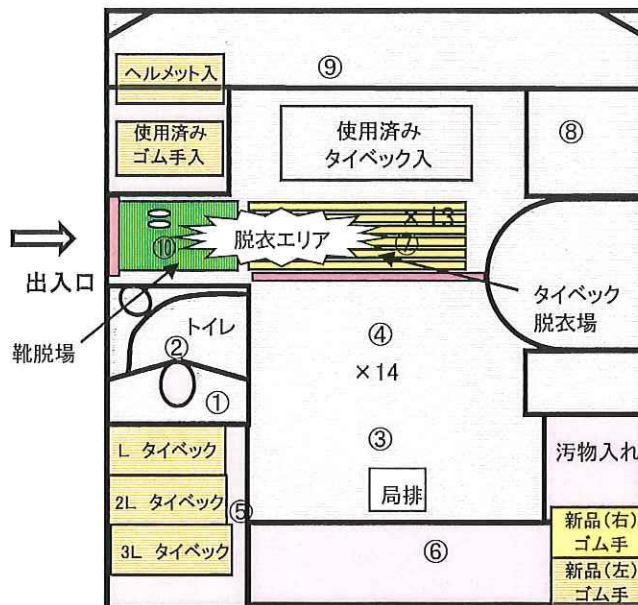 ⑨
ヘルメット入
使用済み
ゴム手入
使用済み
タイベック入
⑧
×13
⑩
脱衣エリア
⑦
出入口
靴脱場
タイベック
脱衣場
トイレ
②
①
④
×14
③
局排
L タイベック
2L タイベック
3L タイベック
⑤
⑥
汚物入れ
新品(右)
ゴム手
新品(左)
ゴム手